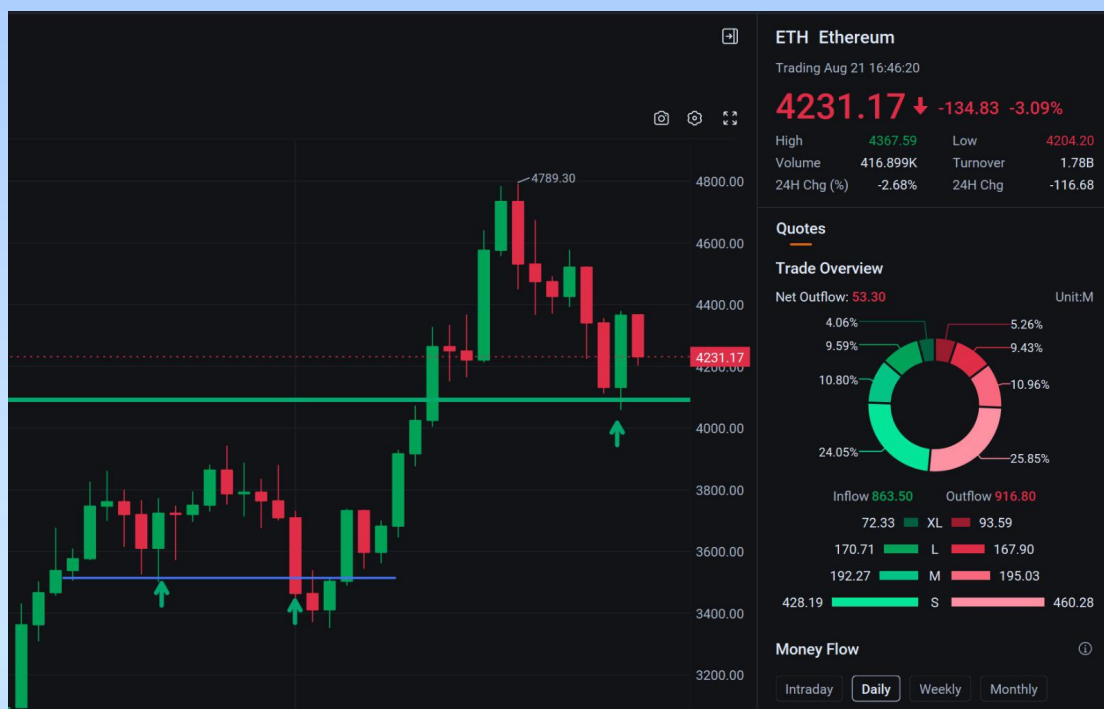 ETH Ethereum
Trading Aug 21 16:46:20
4231.17 -134.83 -3.09%
High 4367.59 Low 4204.20
Volume 416.899K Turnover 1.78B
24H Chg (%) -2.68% 24H Chg -116.68
4789.30
4800.00
4600.00
4400.00
4231.17
4200.00
4000.00
3800.00
3600.00
3400.00
3200.00
Quotes
Trade Overview
Net Outflow: 53.30 Unit:M
4.06% 5.26%
9.59% 9.43%
10.80% 10.96%
24.05% 25.85%
Inflow 863.50 Outflow 916.80
72.33 XL 93.59
170.71 L 167.90
192.27 M 195.03
428.19 S 460.28
Money Flow
Intraday Daily Weekly Monthly